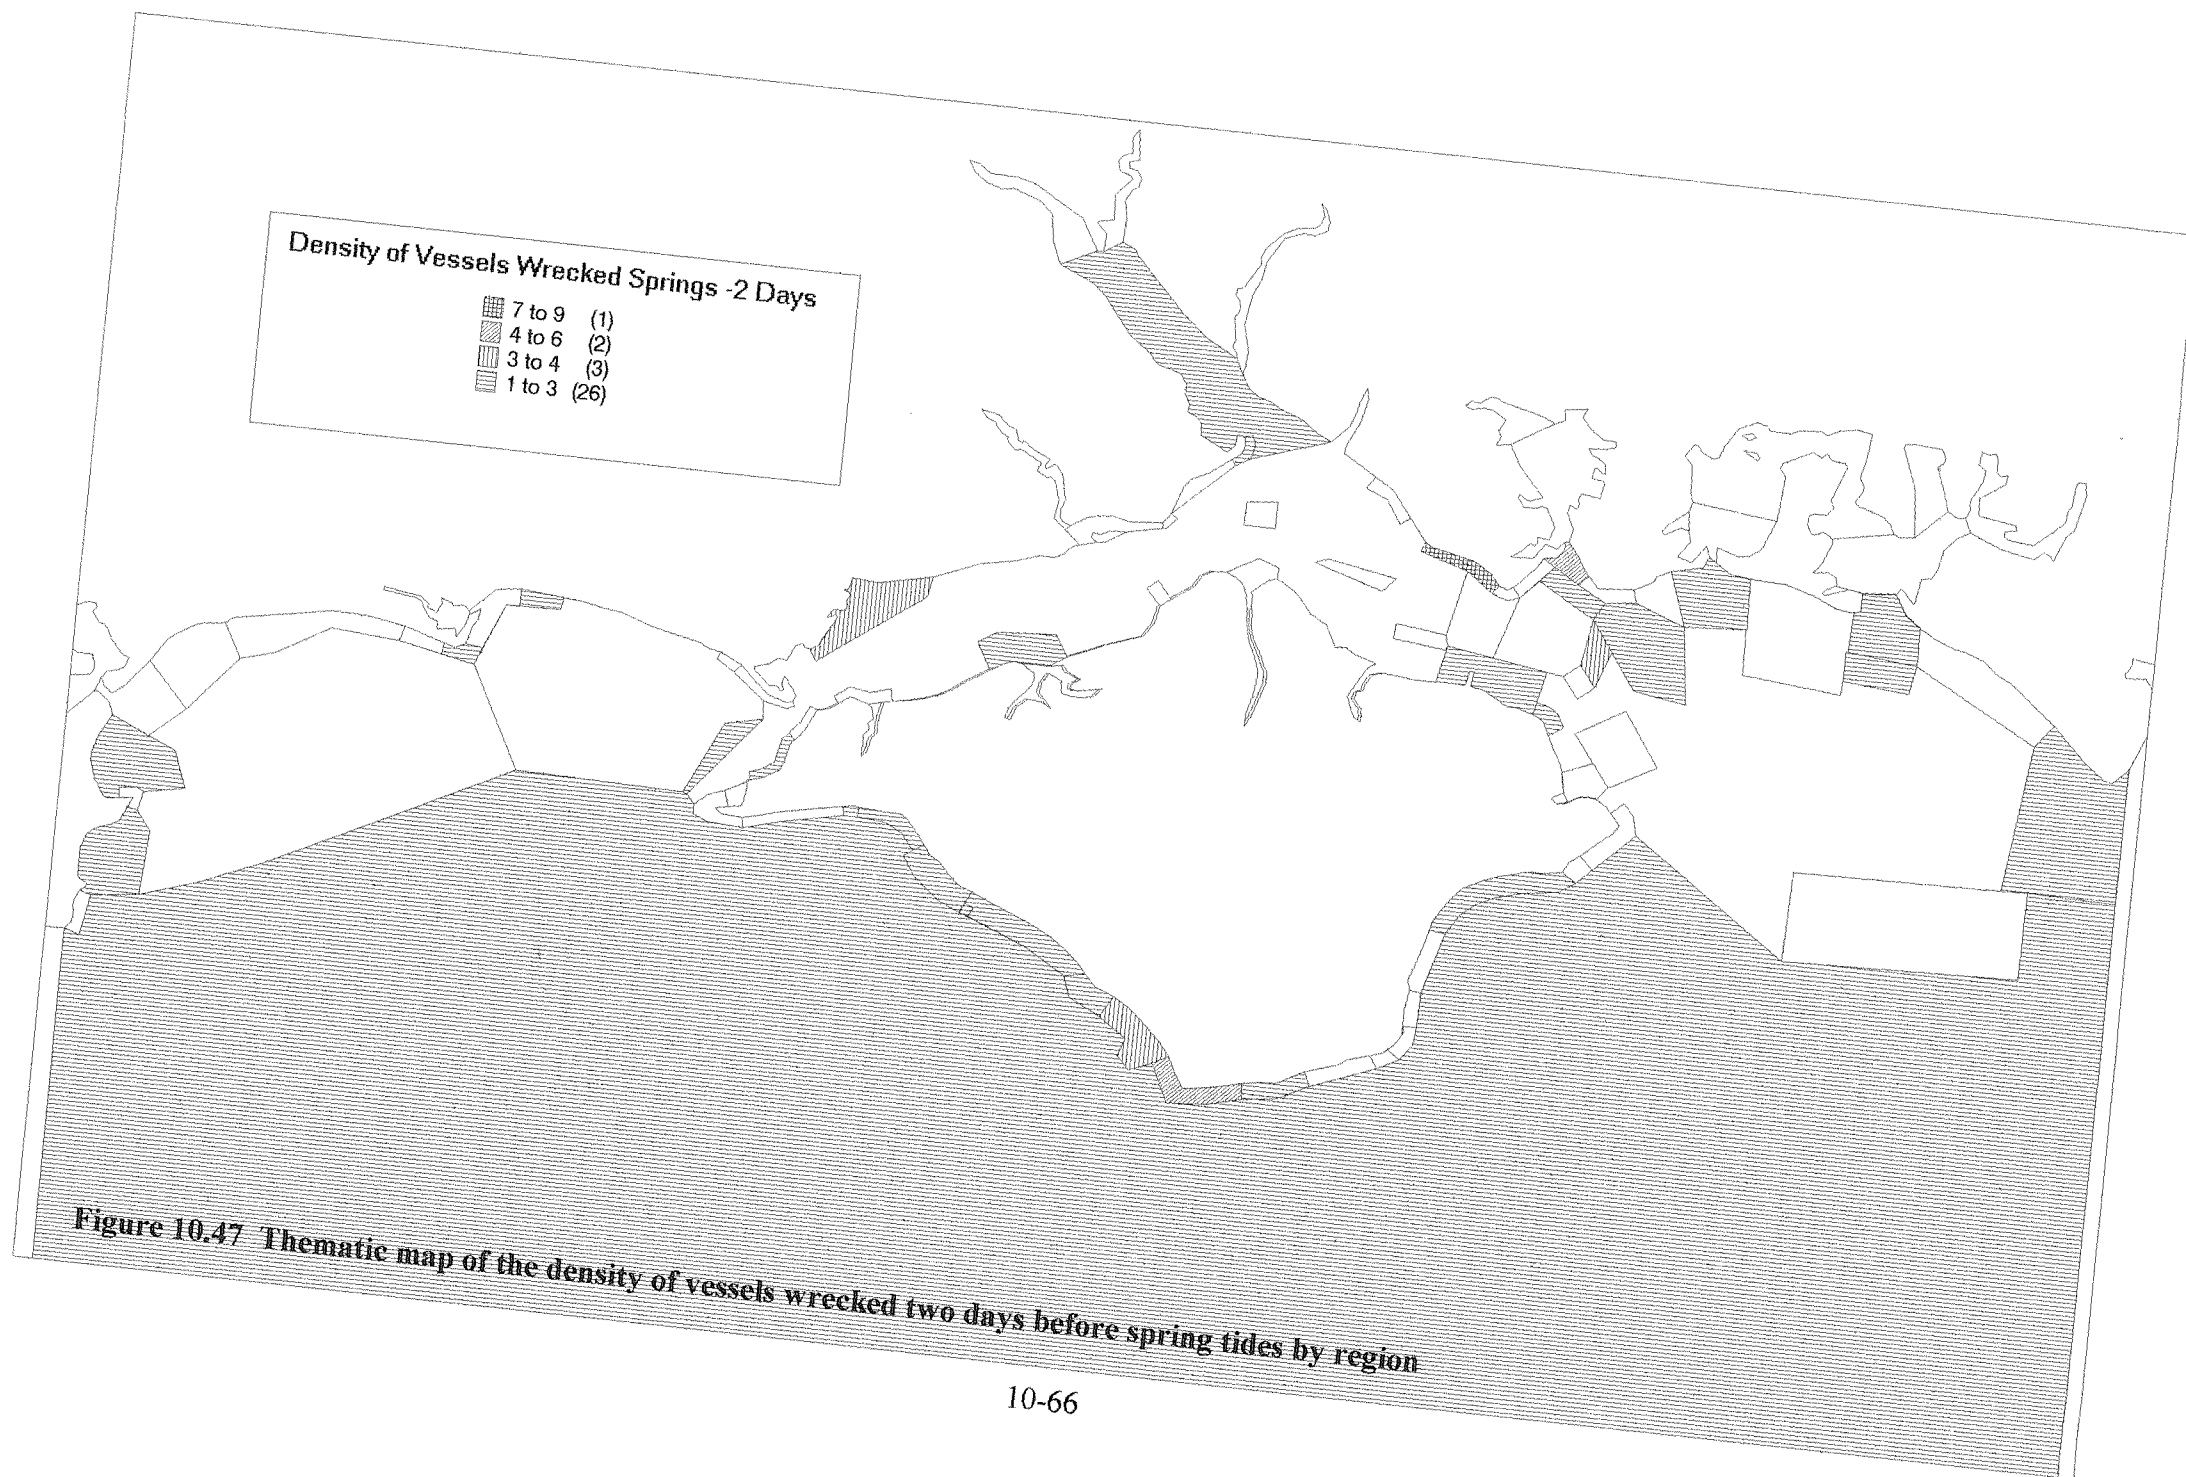 Density of Vessels Wrecked Springs -2 Days
7 to 9 (1)
4 to 6 (2)
3 to 4 (3)
1 to 3 (26)
Figure 10.47 Thematic map of the density of vessels wrecked two days before spring tides by region
10-66